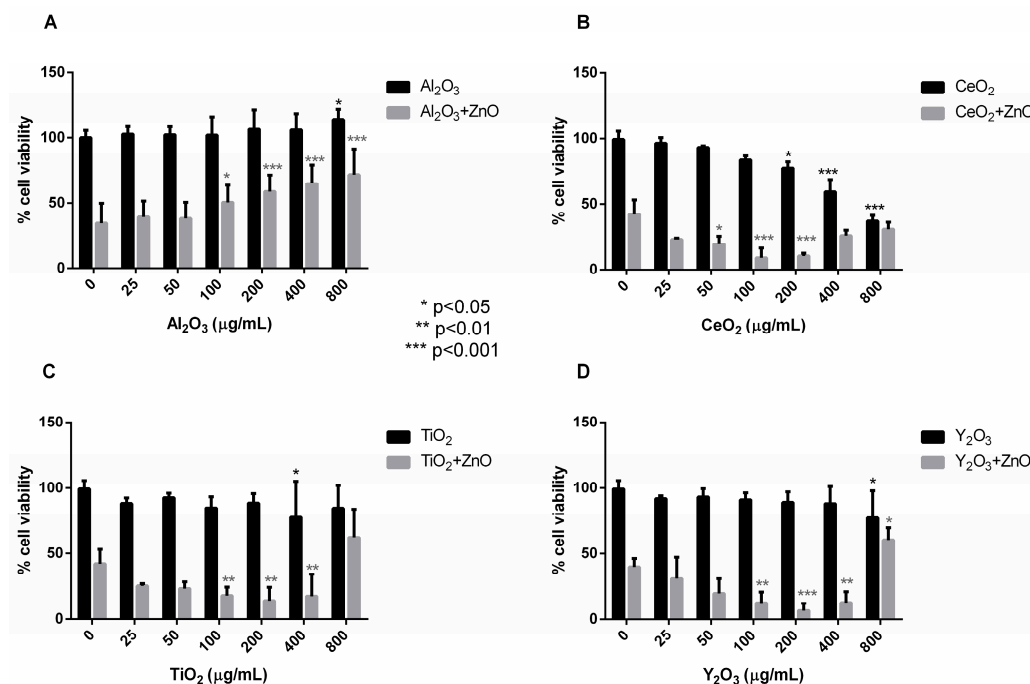 A
150
100
50
0
% cell viability
*
*
***
***
***
0 25 50 100 200 400 800
Al₂O₃ (μg/mL)
Al₂O₃
Al₂O₃+ZnO
B
150
100
50
0
% cell viability
*
***
***
*
***
***
0 25 50 100 200 400 800
CeO₂ (μg/mL)
CeO₂
CeO₂+ZnO
* p<0.05
** p<0.01
*** p<0.001
C
150
100
50
0
% cell viability
*
**
**
**
0 25 50 100 200 400 800
TiO₂ (μg/mL)
TiO₂
TiO₂+ZnO
D
150
100
50
0
% cell viability
*
*
**
***
**
0 25 50 100 200 400 800
Y₂O₃ (μg/mL)
Y₂O₃
Y₂O₃+ZnO